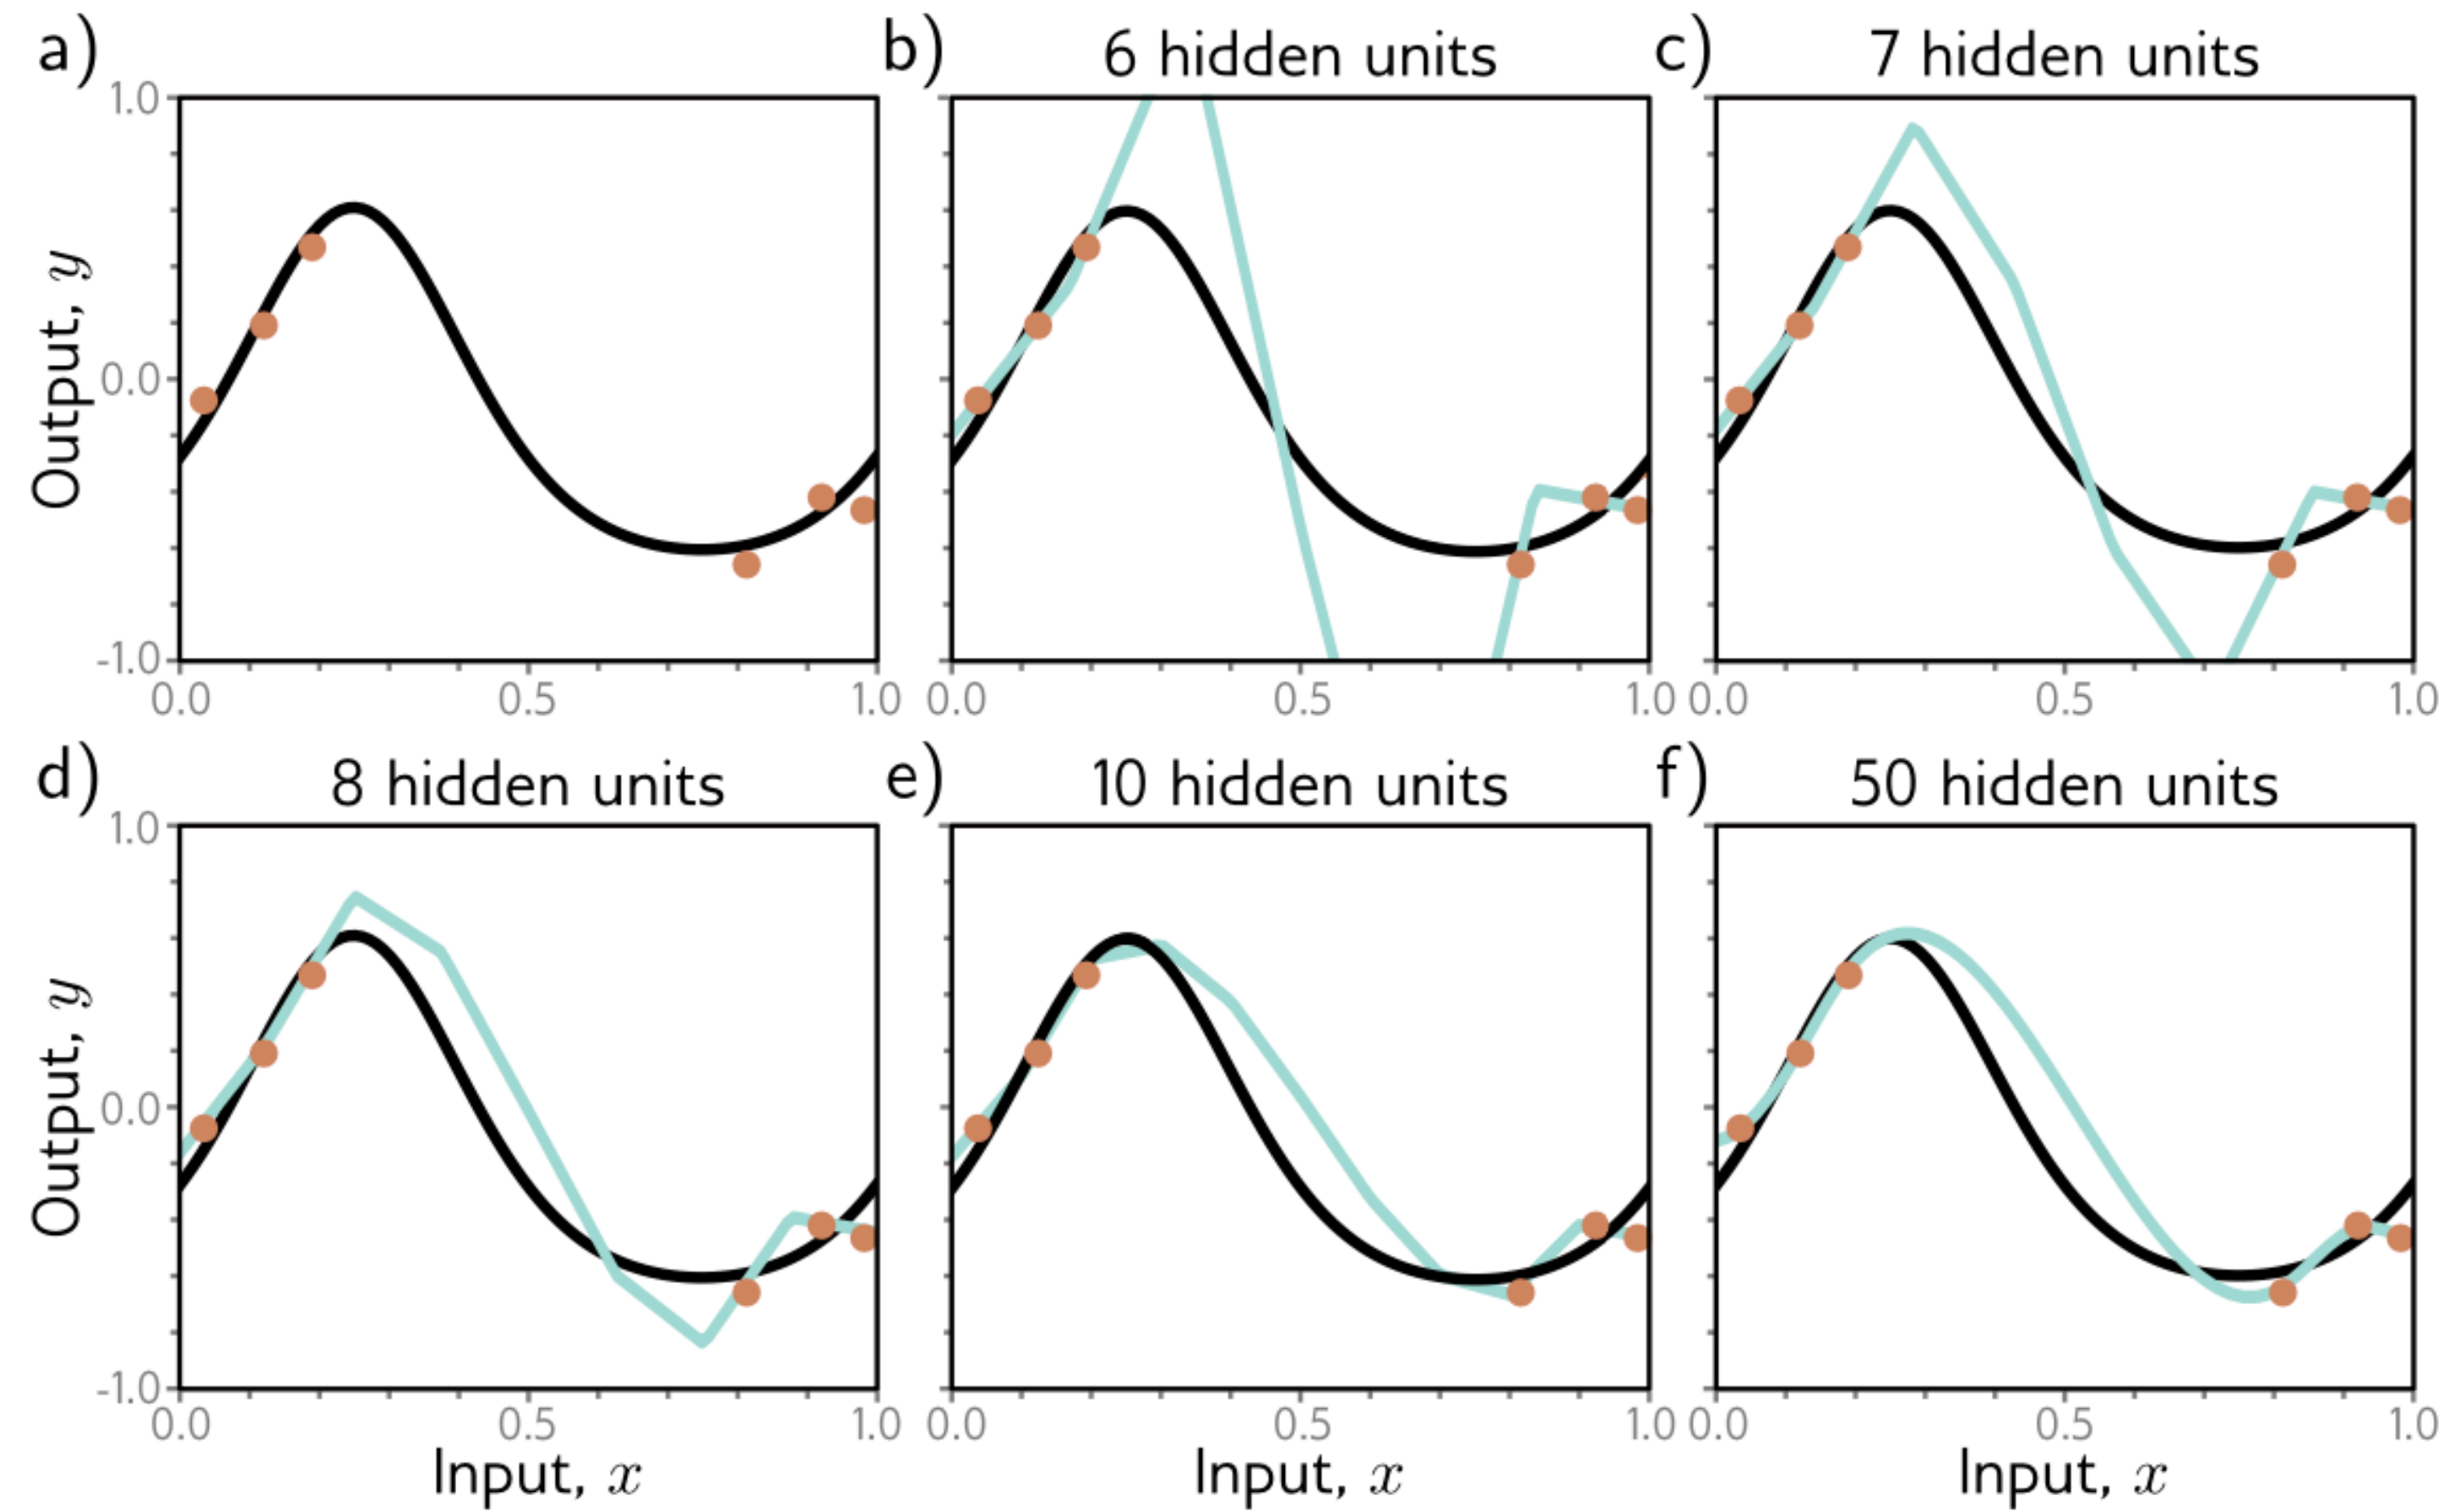 a)
b) 6 hidden units
c) 7 hidden units
Output, y
1.0
0.0
-1.0
0.0 0.5 1.0
0.0 0.5 1.0
0.0 0.5 1.0
d) 8 hidden units
e) 10 hidden units
f) 50 hidden units
Output, y
1.0
0.0
-1.0
0.0 0.5 1.0
0.0 0.5 1.0
0.0 0.5 1.0
Input, x
Input, x
Input, x